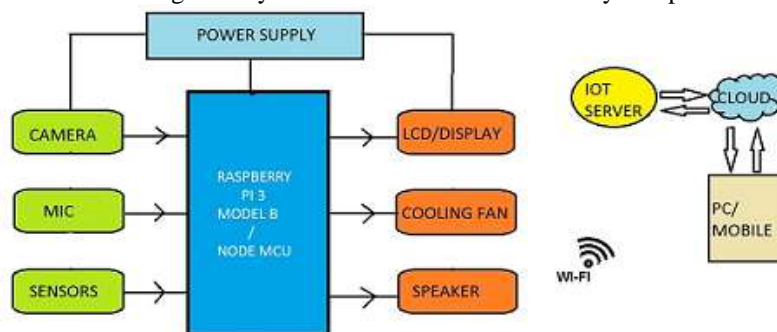 POWER SUPPLY
CAMERA
MIC
SENSORS
RASPBERRY
PI 3
MODEL B
/
NODE MCU
LCD/DISPLAY
COOLING FAN
SPEAKER
IOT
SERVER
CLOUD
PC/
MOBILE
WI-FI